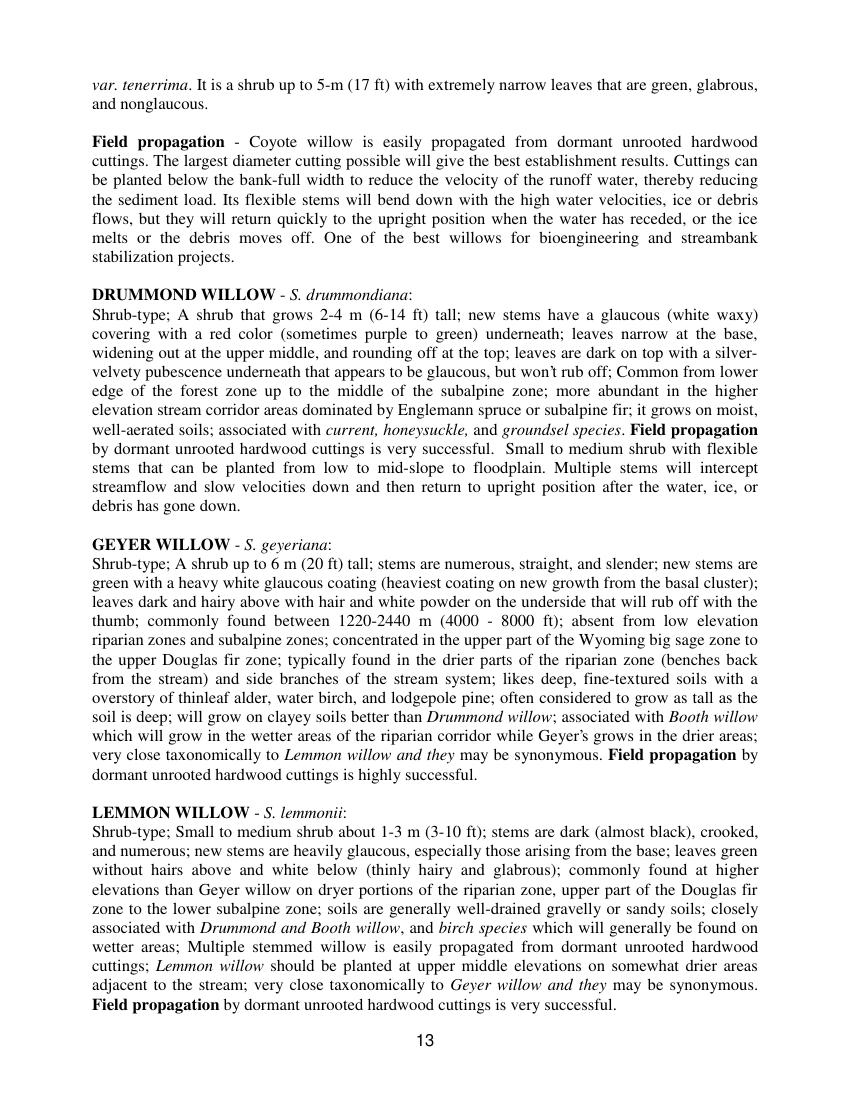 var. tenerrima. It is a shrub up to 5-m (17 ft) with extremely narrow leaves that are green, glabrous,
and nonglaucous.
Field propagation - Coyote willow is easily propagated from dormant unrooted hardwood
cuttings. The largest diameter cutting possible will give the best establishment results. Cuttings can
be planted below the bank-full width to reduce the velocity of the runoff water, thereby reducing
the sediment load. Its flexible stems will bend down with the high water velocities, ice or debris
flows, but they will return quickly to the upright position when the water has receded, or the ice
melts or the debris moves off. One of the best willows for bioengineering and streambank
stabilization projects.
DRUMMOND WILLOW - S. drummondiana:
Shrub-type; A shrub that grows 2-4 m (6-14 ft) tall; new stems have a glaucous (white waxy)
covering with a red color (sometimes purple to green) underneath; leaves narrow at the base,
widening out at the upper middle, and rounding off at the top; leaves are dark on top with a silver-
velvety pubescence underneath that appears to be glaucous, but won't rub off; Common from lower
edge of the forest zone up to the middle of the subalpine zone; more abundant in the higher
elevation stream corridor areas dominated by Englemann spruce or subalpine fir; it grows on moist,
well-aerated soils; associated with current, honeysuckle, and groundsel species. Field propagation
by dormant unrooted hardwood cuttings is very successful.  Small to medium shrub with flexible
stems that can be planted from low to mid-slope to floodplain. Multiple stems will intercept
streamflow and slow velocities down and then return to upright position after the water, ice, or
debris has gone down.
GEYER WILLOW - S. geyeriana:
Shrub-type; A shrub up to 6 m (20 ft) tall; stems are numerous, straight, and slender; new stems are
green with a heavy white glaucous coating (heaviest coating on new growth from the basal cluster);
leaves dark and hairy above with hair and white powder on the underside that will rub off with the
thumb; commonly found between 1220-2440 m (4000 - 8000 ft); absent from low elevation
riparian zones and subalpine zones; concentrated in the upper part of the Wyoming big sage zone to
the upper Douglas fir zone; typically found in the drier parts of the riparian zone (benches back
from the stream) and side branches of the stream system; likes deep, fine-textured soils with a
overstory of thinleaf alder, water birch, and lodgepole pine; often considered to grow as tall as the
soil is deep; will grow on clayey soils better than Drummond willow; associated with Booth willow
which will grow in the wetter areas of the riparian corridor while Geyer's grows in the drier areas;
very close taxonomically to Lemmon willow and they may be synonymous. Field propagation by
dormant unrooted hardwood cuttings is highly successful.
LEMMON WILLOW - S. lemmonii:
Shrub-type; Small to medium shrub about 1-3 m (3-10 ft); stems are dark (almost black), crooked,
and numerous; new stems are heavily glaucous, especially those arising from the base; leaves green
without hairs above and white below (thinly hairy and glabrous); commonly found at higher
elevations than Geyer willow on dryer portions of the riparian zone, upper part of the Douglas fir
zone to the lower subalpine zone; soils are generally well-drained gravelly or sandy soils; closely
associated with Drummond and Booth willow, and birch species which will generally be found on
wetter areas; Multiple stemmed willow is easily propagated from dormant unrooted hardwood
cuttings; Lemmon willow should be planted at upper middle elevations on somewhat drier areas
adjacent to the stream; very close taxonomically to Geyer willow and they may be synonymous.
Field propagation by dormant unrooted hardwood cuttings is very successful.
13